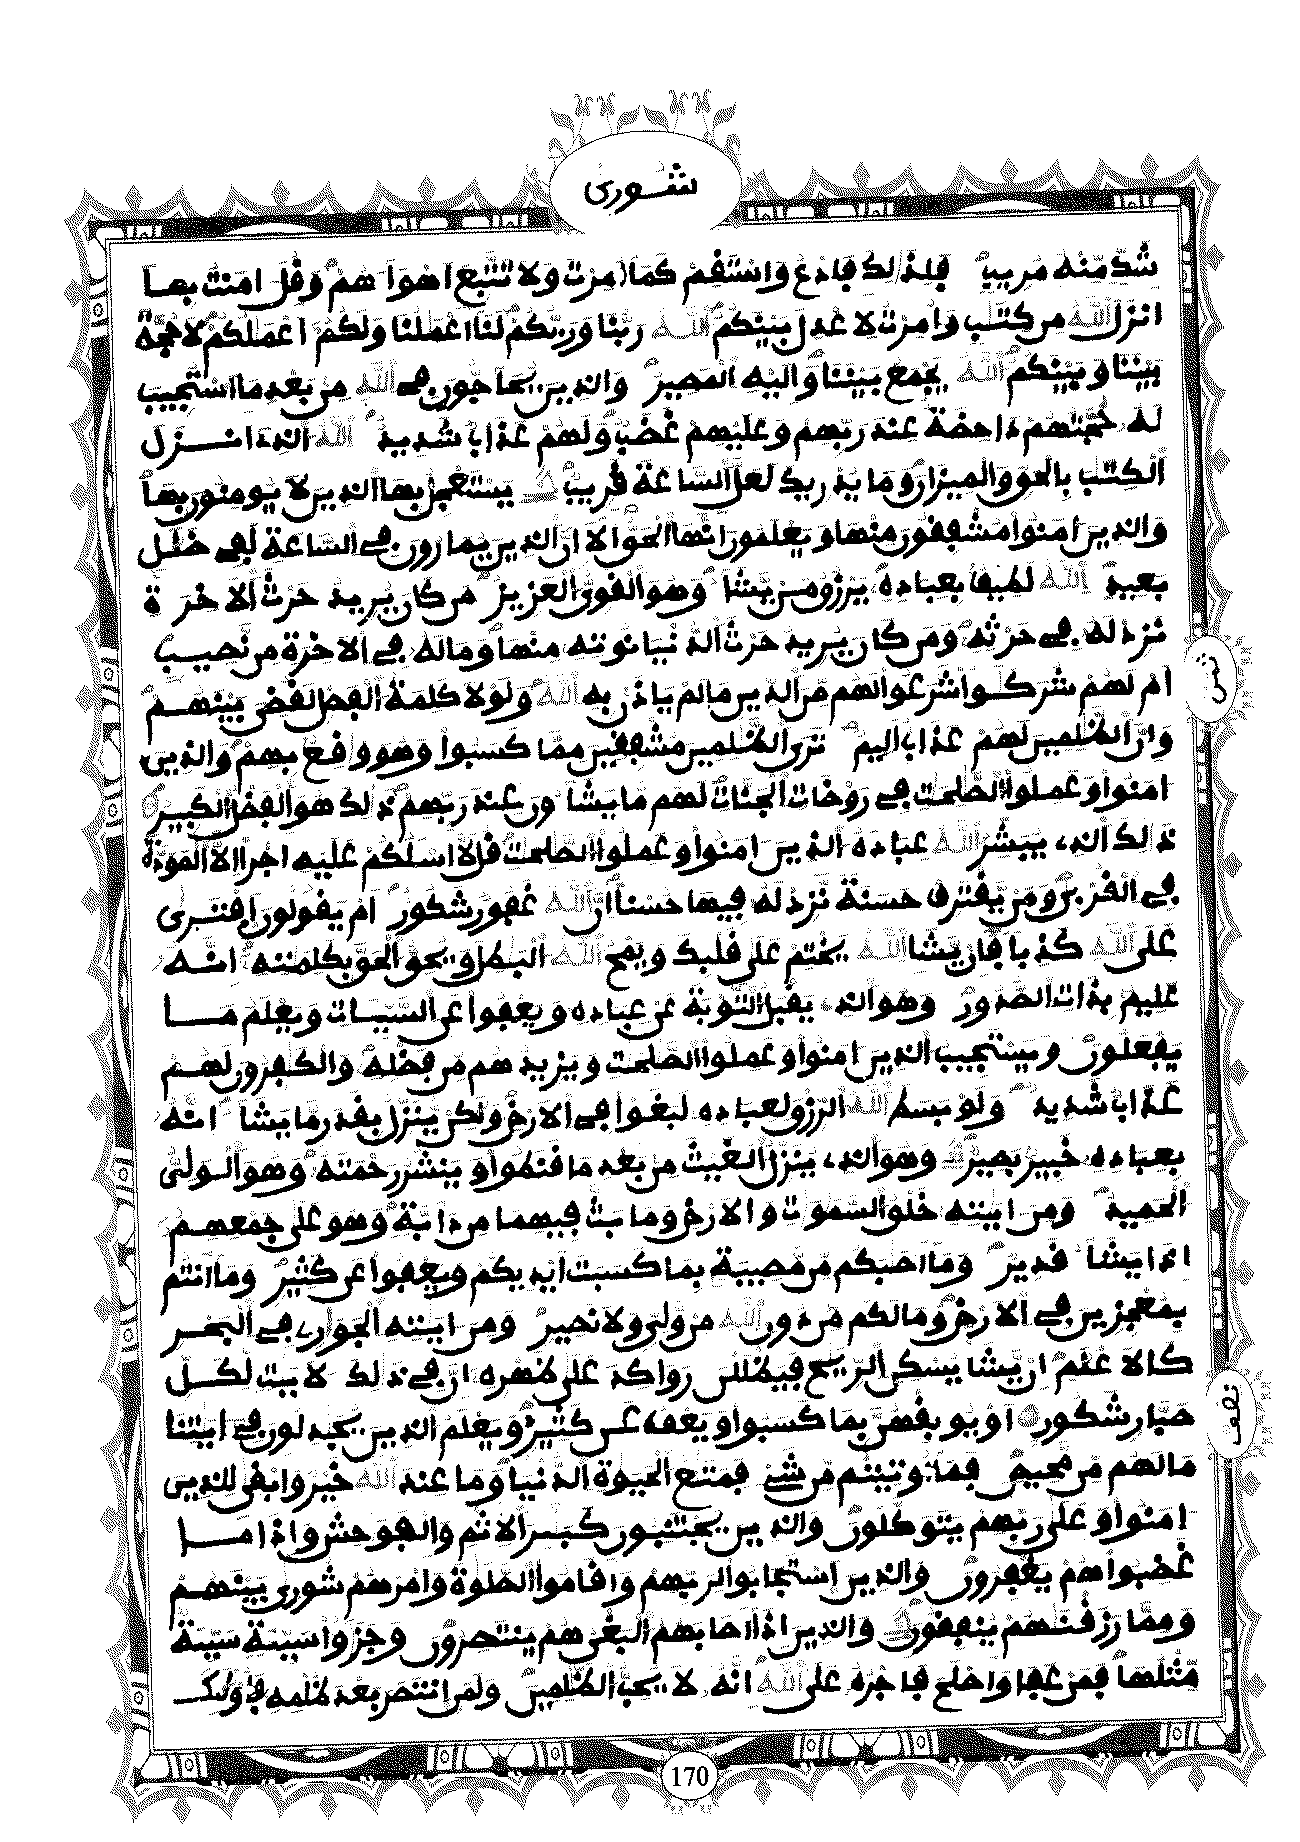 شورى
شك منه مريب فلذلك فادع واستقم كما امرت ولا تتبع اهواهم وقل امنت بما
انزل الله من كتب وامرت لاعدل بينكم الله ربنا وربكم لنا اعملنا ولكم اعملكم لا حجة
بيننا وبينكم الله يجمع بيننا واليه المصير والذين يحاجون في الله من بعد ما استجيب
له حجتهم داحضة عند ربهم وعليهم غضب ولهم عذاب شديد الله الذي انزل
الكتب بالحق والميزان وما يدريك لعل الساعة قريب يستعجل بها الذين لا يومنون بها
والذين امنوا مشفقون منها ويعلمون انها الحق الا ان الذين يمارون في الساعة لفي ضلل
بعيد الله لطيف بعباده يرزق من يشا وهو القوي العزيز من كان يريد حرث الاخرة
نزد له في حرثه ومن كان يريد حرث الدنيا نوته منها وما له في الاخرة من نصيب
ام لهم شركوا شرعوا لهم من الدين ما لم ياذن به الله ولولا كلمة الفصل لقضي بينهم
وان الظلمين لهم عذاب اليم ترى الظلمين مشفقين مما كسبوا وهو واقع بهم والذين
امنوا وعملوا الصلحت في روضات الجنات لهم ما يشاون عند ربهم ذلك هو الفضل الكبير
ذلك الذي يبشر الله عباده الذين امنوا وعملوا الصلحت قل لا اسلكم عليه اجرا الا المودة
في القربى ومن يقترف حسنة نزد له فيها حسنا ان الله غفور شكور ام يقولون افترى
على الله كذبا فان يشا الله يختم على قلبك ويمح الله البطل ويحق الحق بكلمته انه
عليم بذات الصدور وهو الذي يقبل التوبة عن عباده ويعفوا عن السيات ويعلم ما
يفعلون ويستجيب الذين امنوا وعملوا الصلحت ويزيدهم من فضله والكفرون لهم
عذاب شديد ولو بسط الله الرزق لعباده لبغوا في الارض ولكن ينزل بقدر ما يشا انه
بعباده خبير بصير وهو الذي ينزل الغيث من بعد ما قنطوا وينشر رحمته وهو الولي
الحميد ومن ايته خلق السموت والارض وما بث فيهما من دابة وهو على جمعهم
اذا يشا قدير وما اصبكم من مصيبة بما كسبت ايديكم ويعفوا عن كثير وما انتم
بمعجزين في الارض وما لكم من دون الله من ولي ولا نصير ومن ايته الجوار في البحر
كالاعلم ان يشا يسكن الريح فيظللن رواكد على ظهره ان في ذلك لايت لكل
صبار شكور او يوبقهن بما كسبوا ويعف عن كثير ويعلم الذين يجدلون في ايتنا
ما لهم من محيص فما اوتيتم من شي فمتع الحيوة الدنيا وما عند الله خير وابقى للذين
امنوا وعلى ربهم يتوكلون والذين يجتنبون كبير الاثم والفوحش واذا ما
غضبوا هم يغفرون والذين استجابوا لربهم واقاموا الصلوة وامرهم شورى بينهم
ومما رزقنهم ينفقون والذين اذا اصابهم البغي هم ينتصرون وجزوا سيية سيية
مثلها فمن عفا واصلح فاجره على الله انه لا يحب الظلمين ولمن انتصر بعد ظلمه فاوليك
ثمن
نصف
170